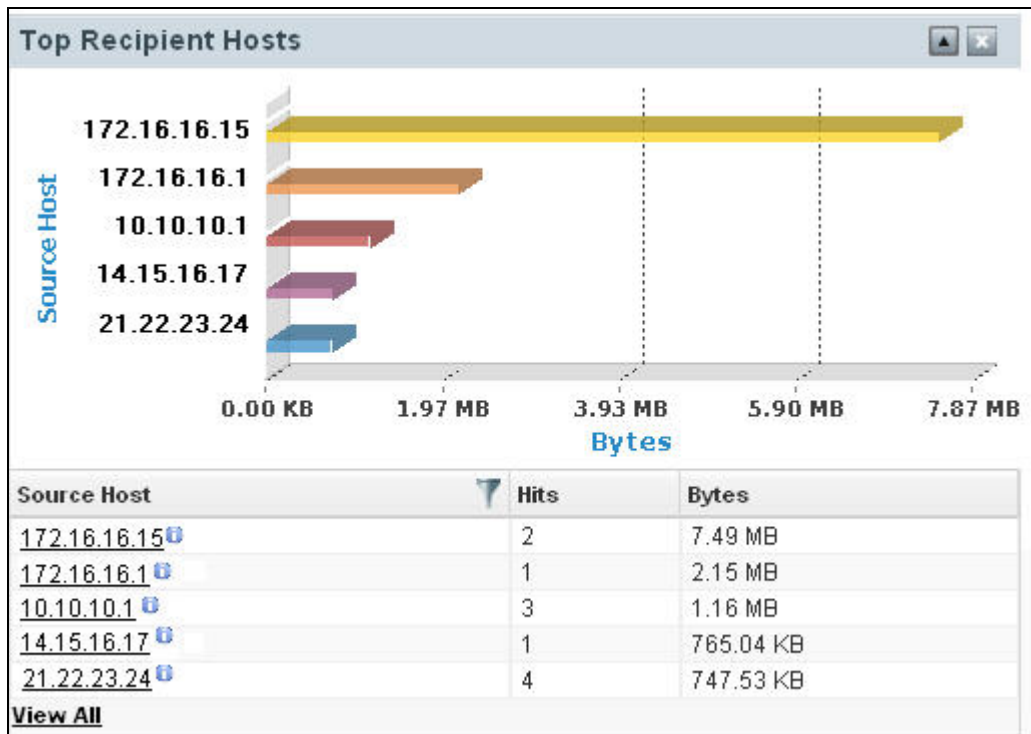 Top Recipient Hosts
172.16.16.15
172.16.16.1
10.10.10.1
14.15.16.17
21.22.23.24
Source Host
0.00 KB 1.97 MB 3.93 MB 5.90 MB 7.87 MB
Bytes
Source Host Hits Bytes
172.16.16.15 2 7.49 MB
172.16.16.1 1 2.15 MB
10.10.10.1 3 1.16 MB
14.15.16.17 1 765.04 KB
21.22.23.24 4 747.53 KB
View All